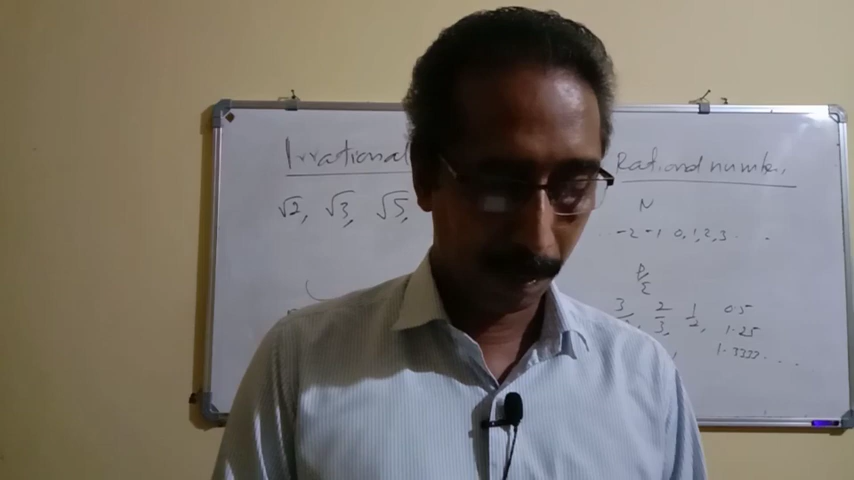 Irrational
√2, √3, √5,
Rational number
N
.. -2 -1 0, 1, 2, 3 . . .
3 2/3, 1/2, 0.5
1.25
1.3333 . . . .